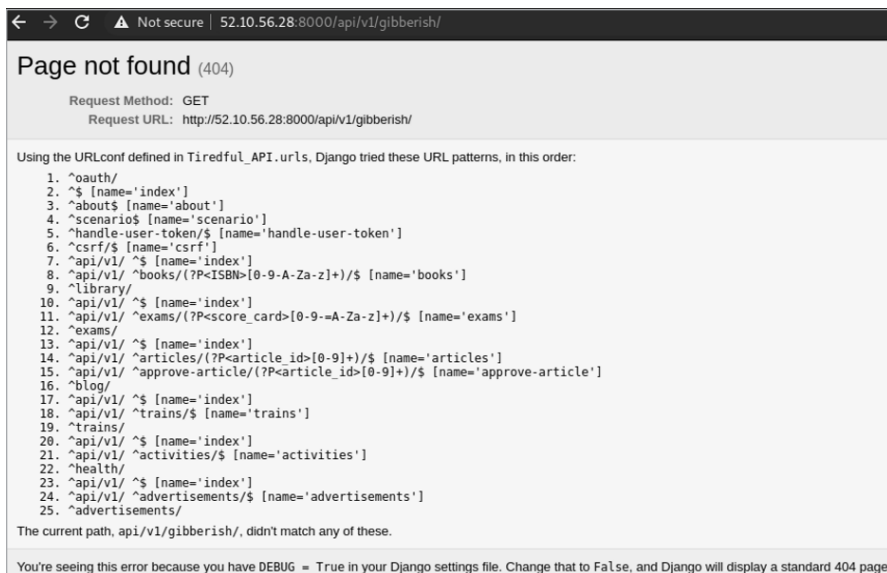 Not secure | 52.10.56.28:8000/api/v1/gibberish/
Page not found (404)
Request Method: GET
Request URL: http://52.10.56.28:8000/api/v1/gibberish/
Using the URLconf defined in Tiredful_API.urls, Django tried these URL patterns, in this order:
1. ^oauth/
2. ^$ [name='index']
3. ^about$ [name='about']
4. ^scenario$ [name='scenario']
5. ^handle-user-token/$ [name='handle-user-token']
6. ^csrf/$ [name='csrf']
7. ^api/v1/ ^$ [name='index']
8. ^api/v1/ ^books/(?P<ISBN>[0-9-A-Za-z]+)/$ [name='books']
9. ^library/
10. ^api/v1/ ^$ [name='index']
11. ^api/v1/ ^exams/(?P<score_card>[0-9-=A-Za-z]+)/$ [name='exams']
12. ^exams/
13. ^api/v1/ ^$ [name='index']
14. ^api/v1/ ^articles/(?P<article_id>[0-9]+)/$ [name='articles']
15. ^api/v1/ ^approve-article/(?P<article_id>[0-9]+)/$ [name='approve-article']
16. ^blog/
17. ^api/v1/ ^$ [name='index']
18. ^api/v1/ ^trains/$ [name='trains']
19. ^trains/
20. ^api/v1/ ^$ [name='index']
21. ^api/v1/ ^activities/$ [name='activities']
22. ^health/
23. ^api/v1/ ^$ [name='index']
24. ^api/v1/ ^advertisements/$ [name='advertisements']
25. ^advertisements/
The current path, api/v1/gibberish/, didn't match any of these.
You're seeing this error because you have DEBUG = True in your Django settings file. Change that to False, and Django will display a standard 404 page